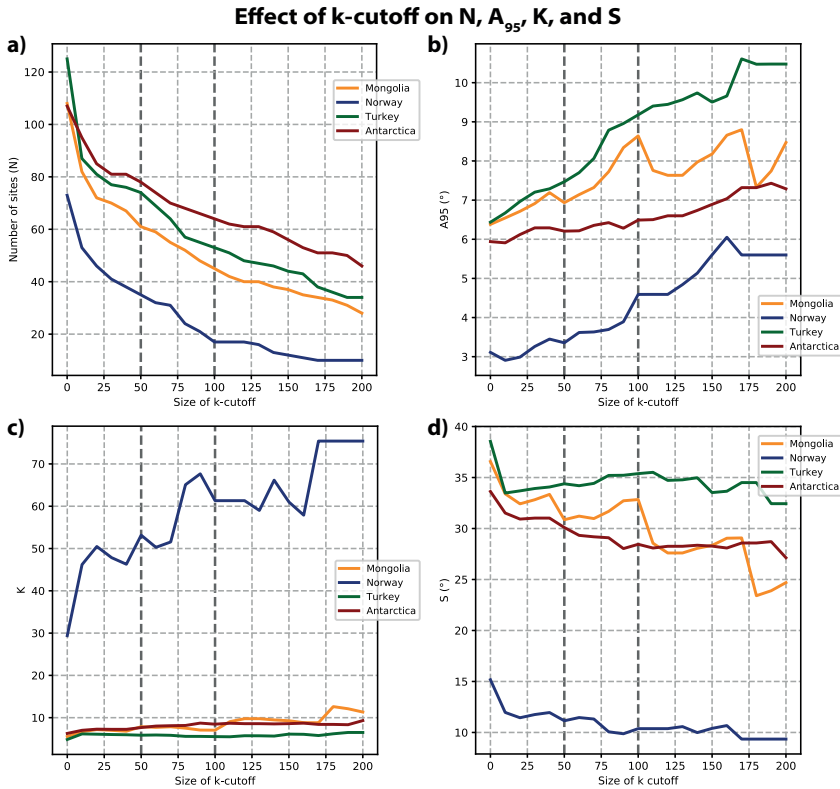 Effect of k-cutoff on N, A95, K, and S
a)
120
100
80
60
40
20
Number of sites (N)
0 25 50 75 100 125 150 175 200
Size of k-cutoff
Mongolia
Norway
Turkey
Antarctica
b)
10
9
8
7
6
5
4
3
A95 (°)
0 25 50 75 100 125 150 175 200
Size of k-cutoff
Mongolia
Norway
Turkey
Antarctica
c)
70
60
50
40
30
20
10
K
0 25 50 75 100 125 150 175 200
Size of k-cutoff
Mongolia
Norway
Turkey
Antarctica
d)
40
35
30
25
20
15
10
S (°)
0 25 50 75 100 125 150 175 200
Size of k cutoff
Mongolia
Norway
Turkey
Antarctica